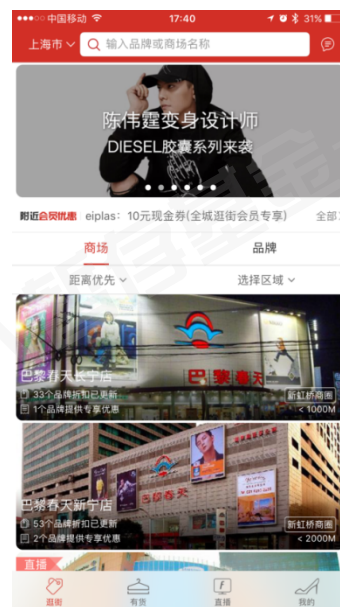 中国移动 17:40 31%
上海市 输入品牌或商场名称
陈伟霆变身设计师
DIESEL胶囊系列来袭
附近会员优惠 eiplas：10元现金券(全城逛街会员专享) 全部
商场 品牌
距离优先 选择区域
巴黎春天
巴黎春天长宁店
33个品牌折扣已更新 新虹桥商圈
1个品牌提供专享优惠 < 1000M
巴黎春天
巴黎春天新宁店
53个品牌折扣已更新 新虹桥商圈
2个品牌提供专享优惠 < 2000M
直播
逛街 有货 直播 我的